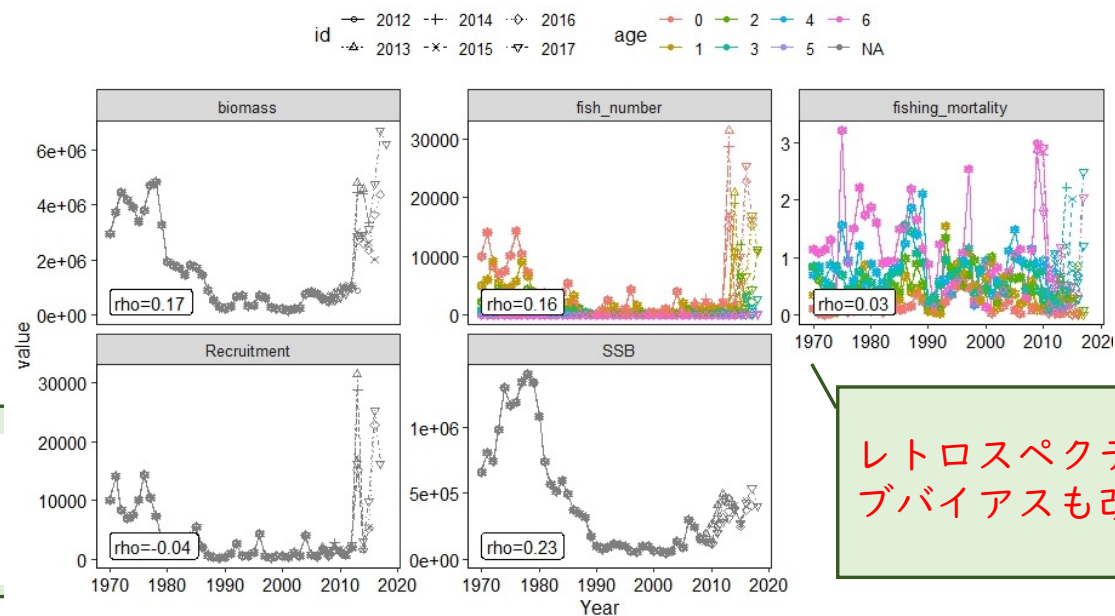 id 2012 2014 2016 age 0 2 4 6
2013 2015 2017 1 3 5 NA
biomass fish_number fishing_mortality
6e+06 30000 3
4e+06 20000 2
2e+06 10000 1
0e+00 0 0
rho=0.17 rho=0.16 rho=0.03
1970 1980 1990 2000 2010 202
value
Recruitment SSB
30000
20000 1e+06
10000 5e+05
0 0e+00
rho=-0.04 rho=0.23
1970 1980 1990 2000 2010 2020 1970 1980 1990 2000 2010 2020
Year
レトロスペクテ
ブバイアスも